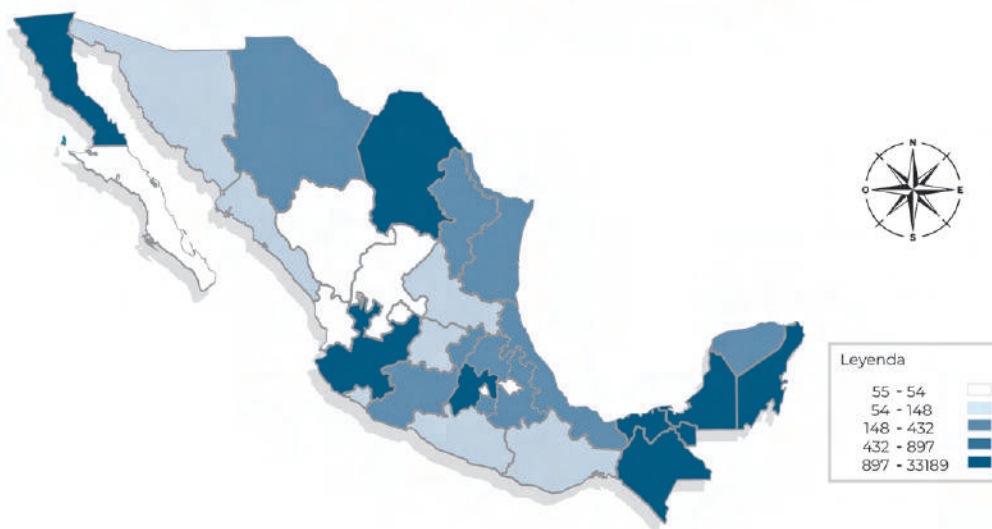 N
O
E
S
Leyenda
55 - 54
54 - 148
148 - 432
432 - 897
897 - 33189